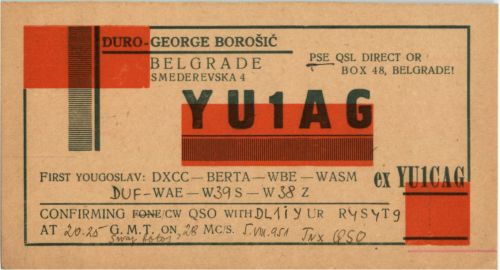 DURO-GEORGE BOROŠIĆ
BELGRADE
SMEDEREVSKA 4
PSE QSL DIRECT OR
BOX 48, BELGRADE!
YU1AG
FIRST YOUGOSLAV: DXCC — BERTA — WBE — WASM
DUF-WAE-W39S-W38Z
ex YU1CAG
CONFIRMING FONE/CW QSO WITH DL1IY UR RYSYT9
AT 20.25 G.M.T. ON 28 MC/S. 5.VIII.951 TNX QSO